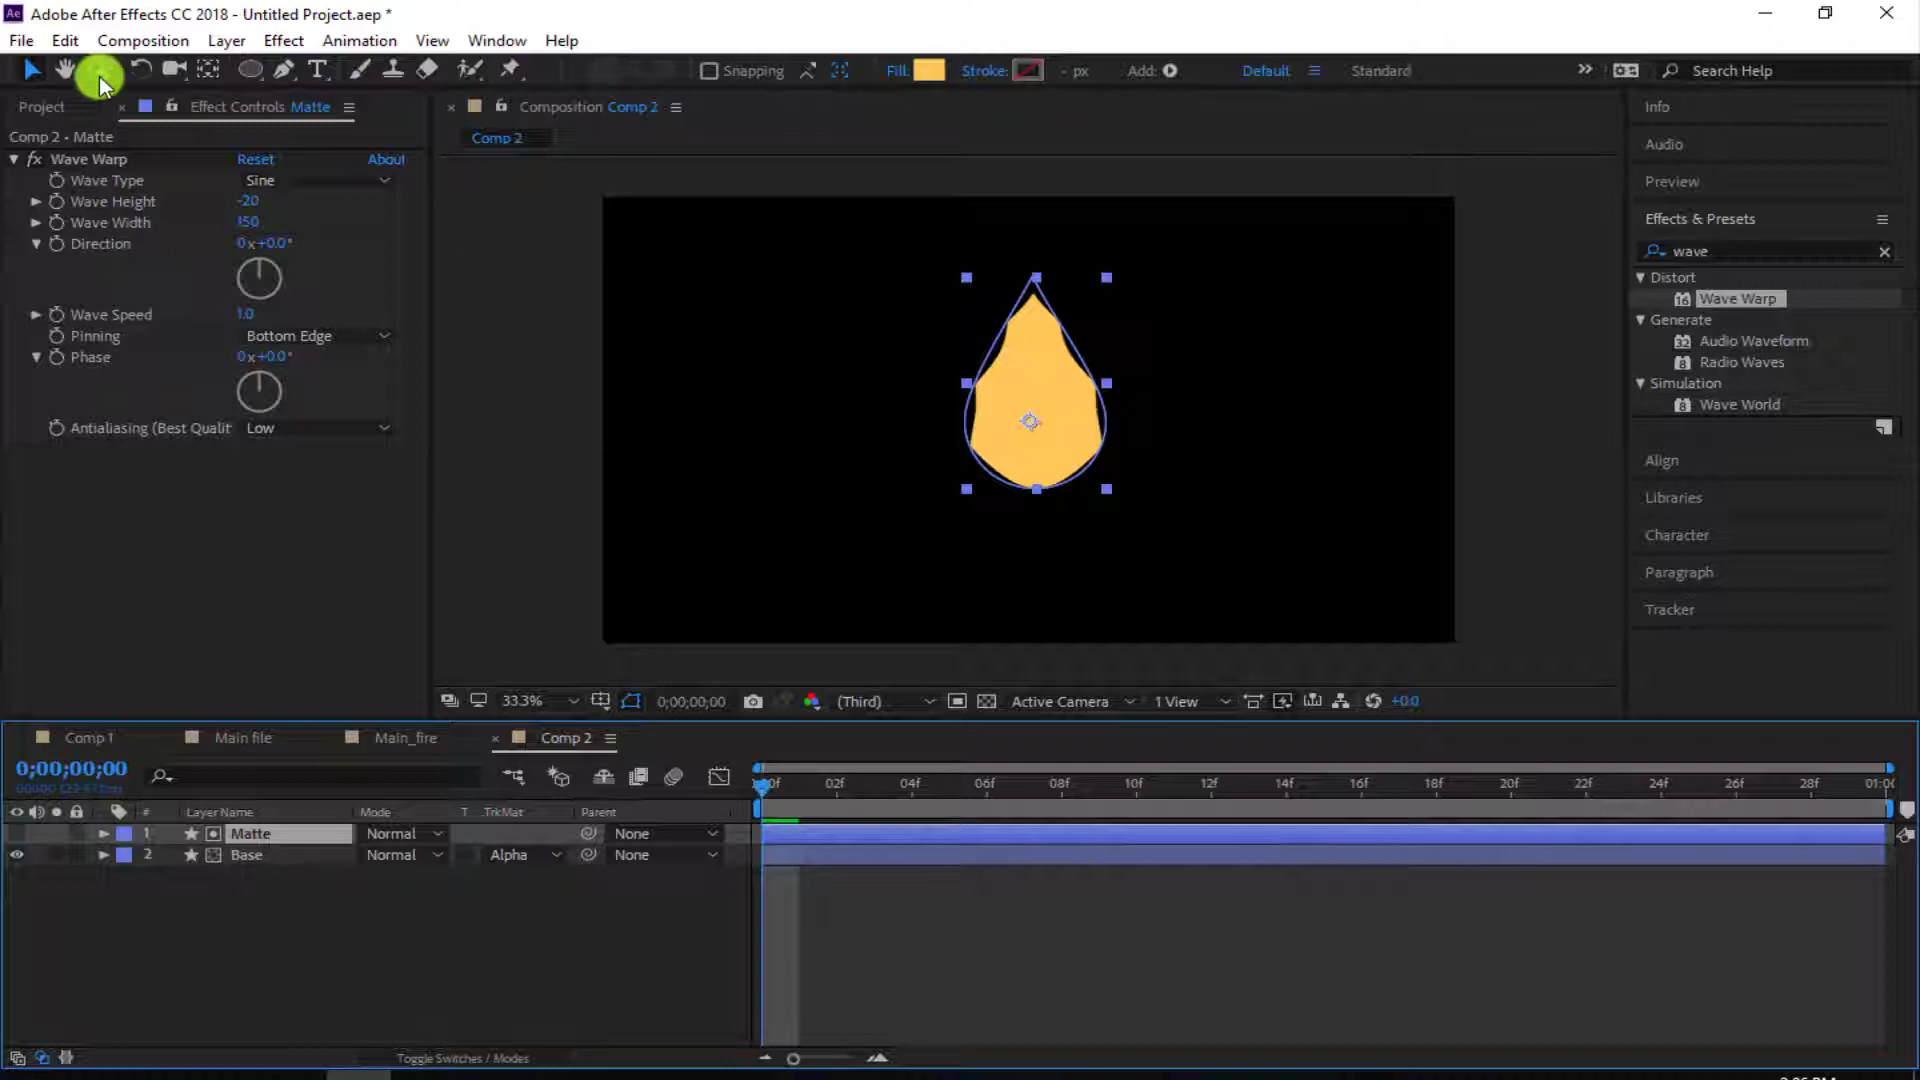 Ae Adobe After Effects CC 2018 - Untitled Project.aep *
File Edit Composition Layer Effect Animation View Window Help
Snapping Fill: Stroke: - px Add: Default Standard Search Help
Project Effect Controls Matte
Composition Comp 2
Comp 2 • Matte
Comp 2
fx Wave Warp Reset About
Wave Type Sine
Wave Height -20
Wave Width 150
Direction 0x+0.0°
Wave Speed 1.0
Pinning Bottom Edge
Phase 0x+0.0°
Antialiasing (Best Qualit Low
Info
Audio
Preview
Effects & Presets
wave
Distort
16 Wave Warp
Generate
32 Audio Waveform
8 Radio Waves
Simulation
8 Wave World
Align
Libraries
Character
Paragraph
Tracker
33.3% 0;00;00;00 (Third) Active Camera 1 View +0.0
Comp 1 Main file Main_fire Comp 2
0;00;00;00
02f 04f 06f 08f 10f 12f 14f 16f 18f 20f 22f 24f 26f 28f 01:0
# Layer Name Mode T TrkMat Parent
1 Matte Normal None
2 Base Normal Alpha None
Toggle Switches / Modes